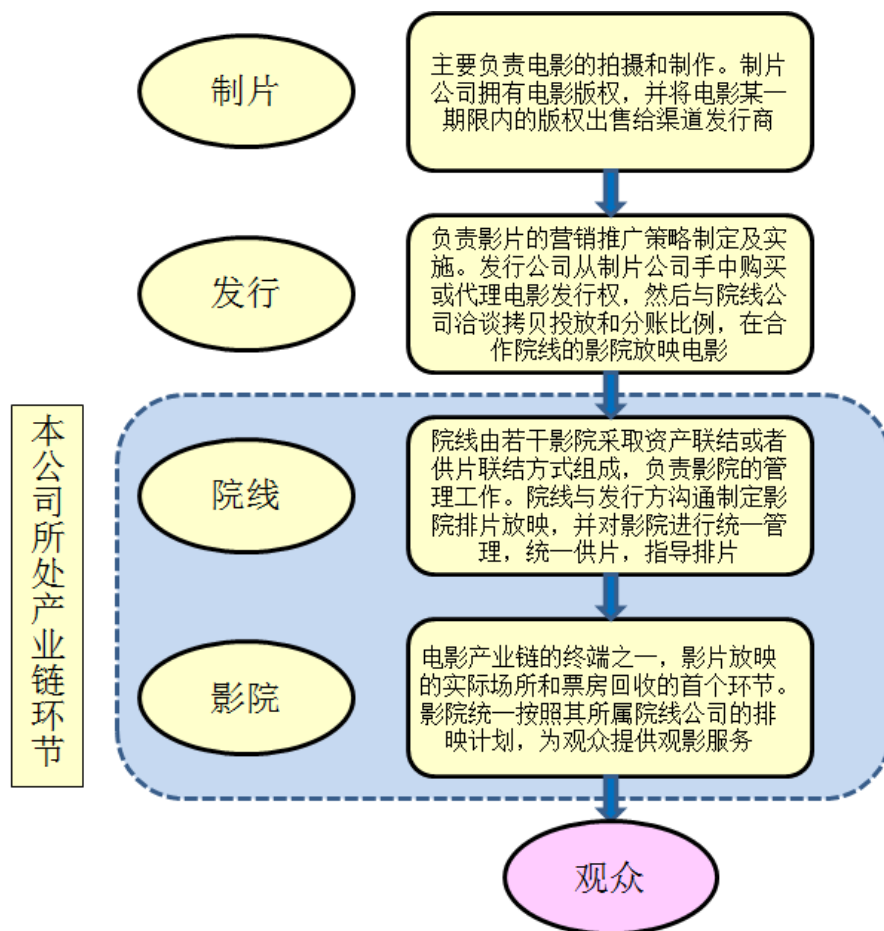 制片
主要负责电影的拍摄和制作。制片
公司拥有电影版权，并将电影某一
期限内的版权出售给渠道发行商
发行
负责影片的营销推广策略制定及实
施。发行公司从制片公司手中购买
或代理电影发行权，然后与院线公
司洽谈拷贝投放和分账比例，在合
作院线的影院放映电影
本公司所处产业链环节
院线
院线由若干影院采取资产联结或者
供片联结方式组成，负责影院的管
理工作。院线与发行方沟通制定影
院排片放映，并对影院进行统一管
理，统一供片，指导排片
影院
电影产业链的终端之一，影片放映
的实际场所和票房回收的首个环节。
影院统一按照其所属院线公司的排
映计划，为观众提供观影服务
观众